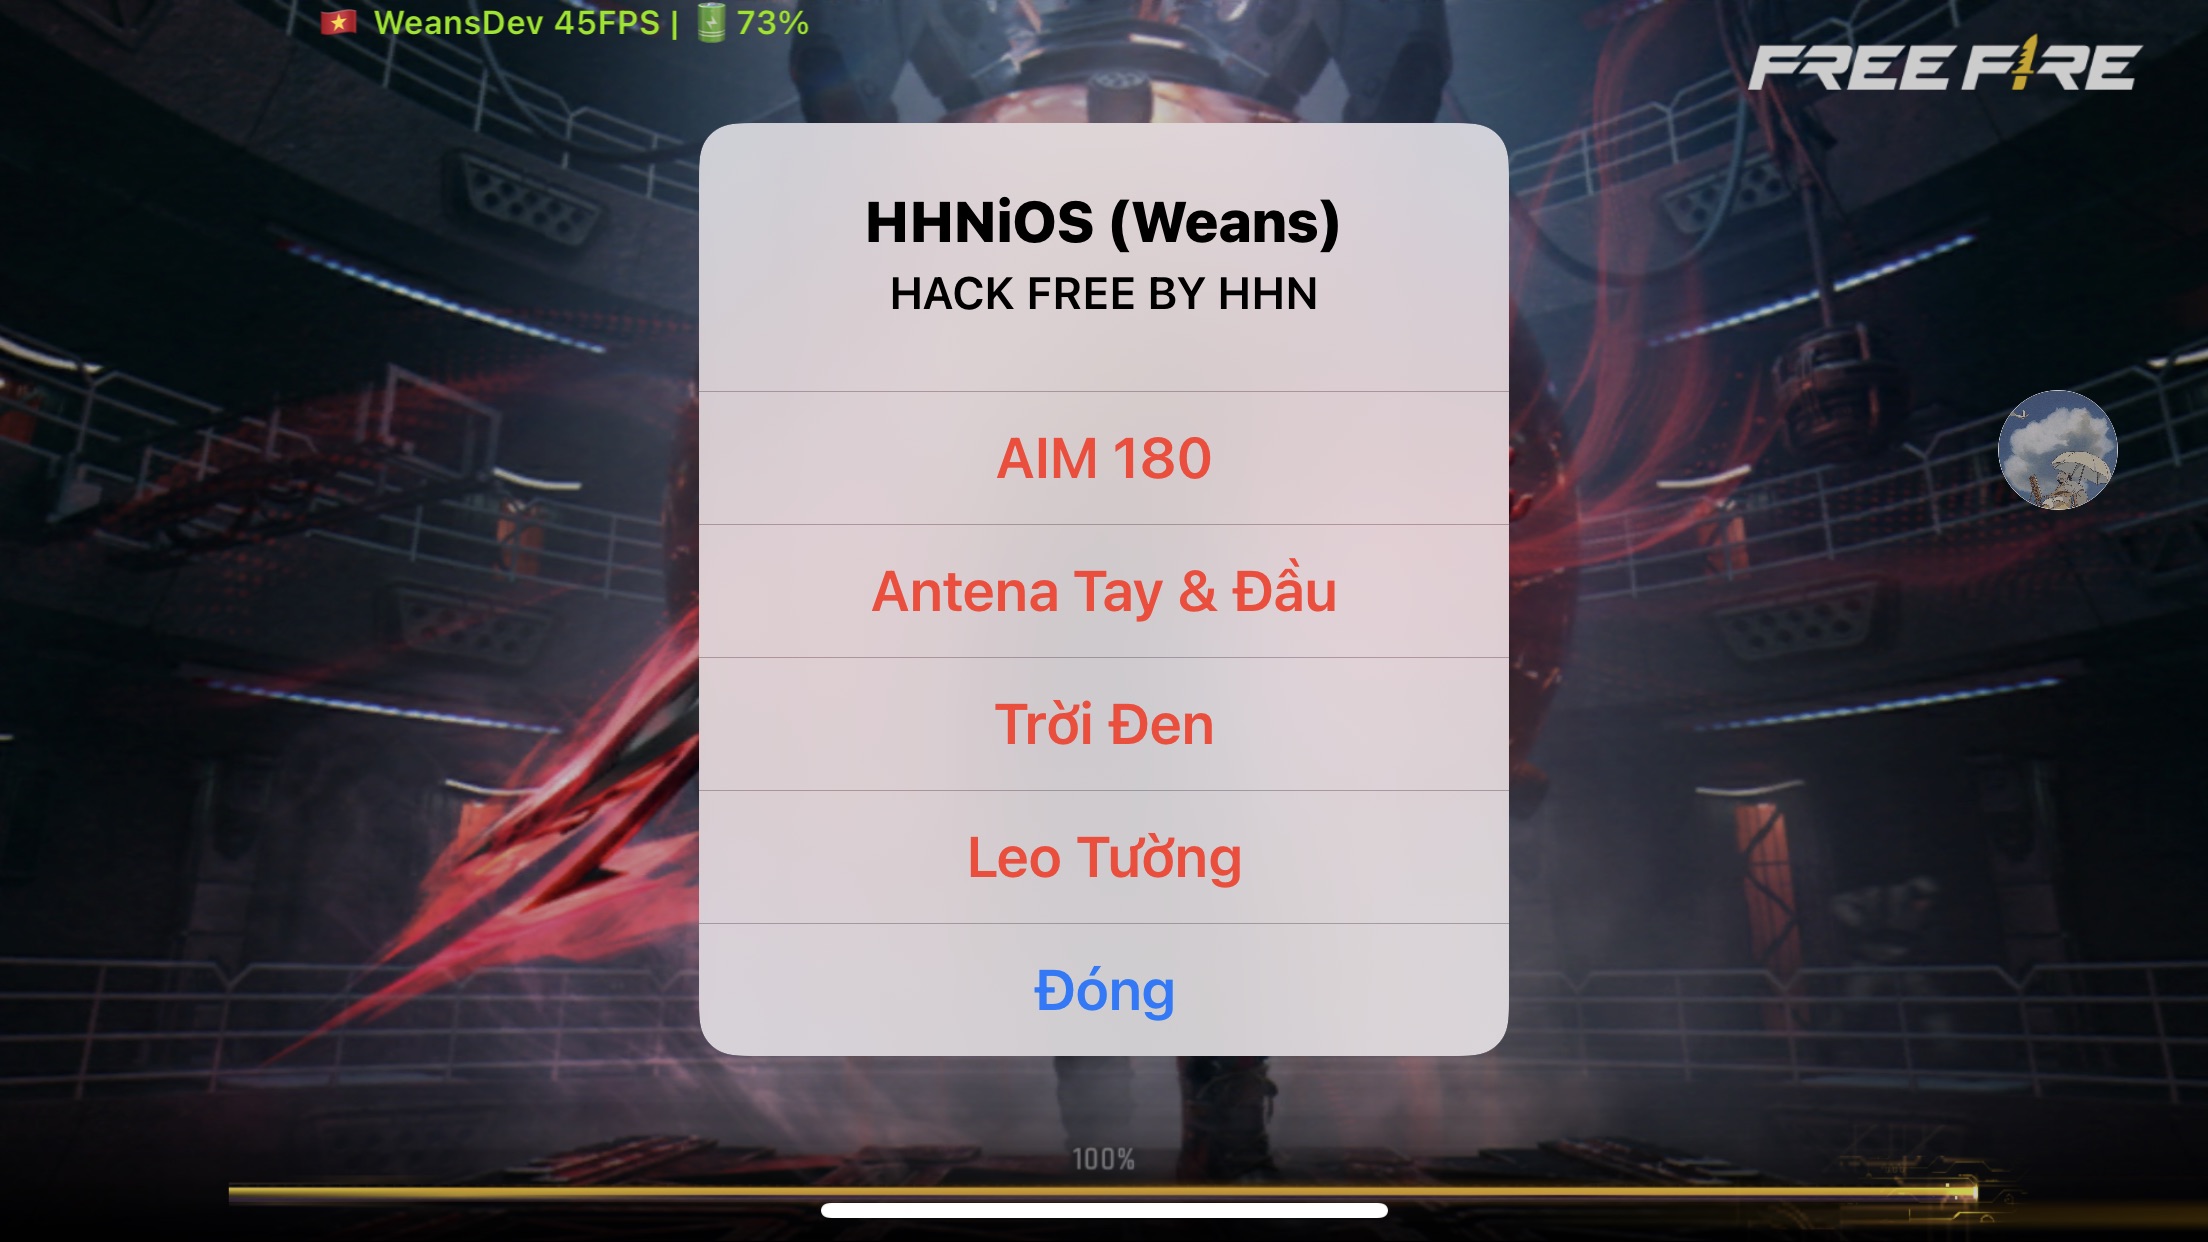 WeansDev 45FPS | 73%
FREE FIRE
HHNiOS (Weans)
HACK FREE BY HHN
AIM 180
Antena Tay & Đầu
Trời Đen
Leo Tường
Đóng
100%